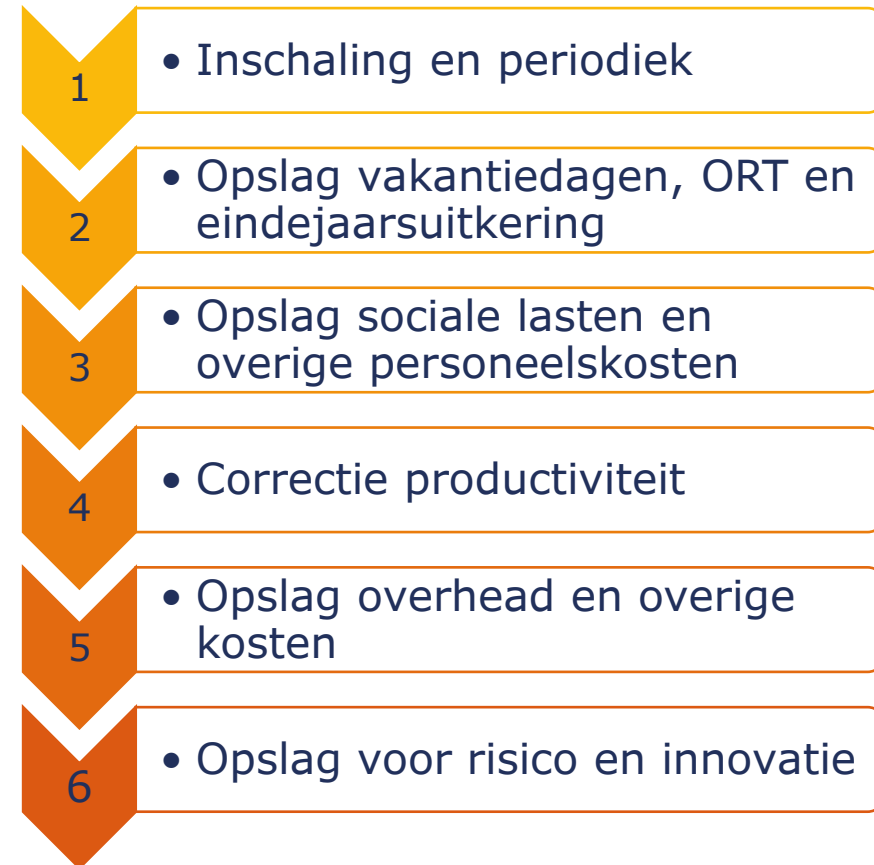 1
• Inschaling en periodiek
2
• Opslag vakantiedagen, ORT en
eindejaarsuitkering
3
• Opslag sociale lasten en
overige personeelskosten
4
• Correctie productiviteit
5
• Opslag overhead en overige
kosten
6
• Opslag voor risico en innovatie